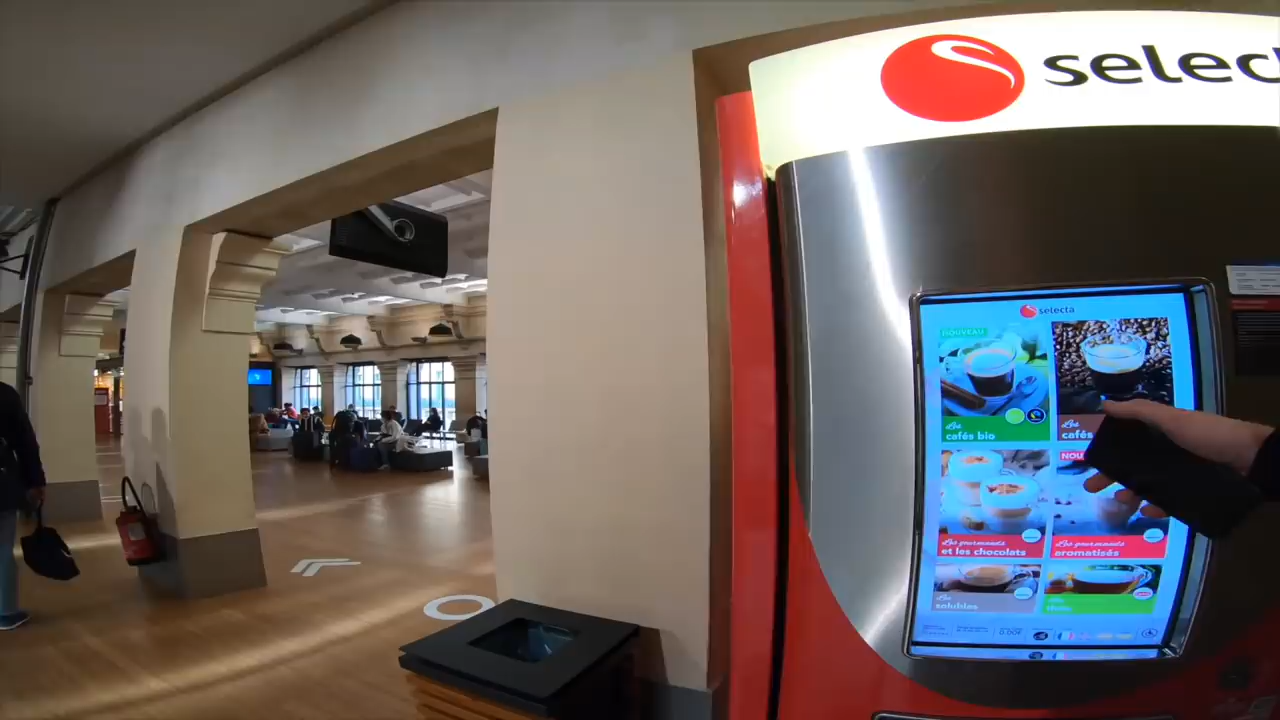 selec
selecta
NOUVEAU
Les
cafés bio
Les
cafés
NOU
Les gourmands
et les chocolats
Les gourmands
aromatisés
Les
solubles
thés
0.00€